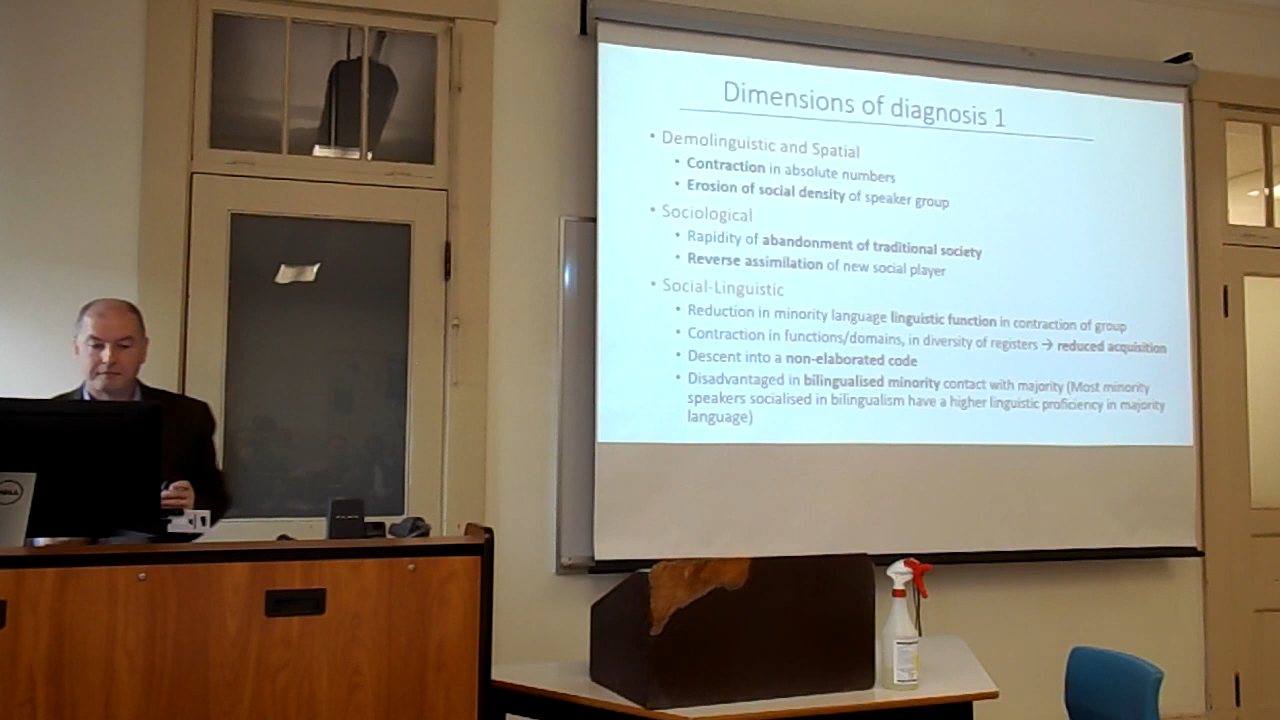 Dimensions of diagnosis 1
• Demolinguistic and Spatial
• Contraction in absolute numbers
• Erosion of social density of speaker group
• Sociological
• Rapidity of abandonment of traditional society
• Reverse assimilation of new social player
• Social-Linguistic
• Reduction in minority language linguistic function in contraction of group
• Contraction in functions/domains, in diversity of registers → reduced acquisition
• Descent into a non-elaborated code
• Disadvantaged in bilingualised minority contact with majority (Most minority
speakers socialised in bilingualism have a higher linguistic proficiency in majority
language)
DELL